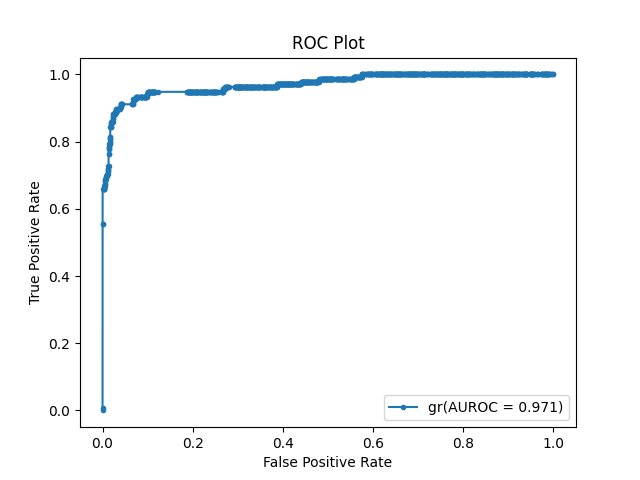 ROC Plot
True Positive Rate
1.0
0.8
0.6
0.4
0.2
0.0
gr(AUROC = 0.971)
0.0 0.2 0.4 0.6 0.8 1.0
False Positive Rate